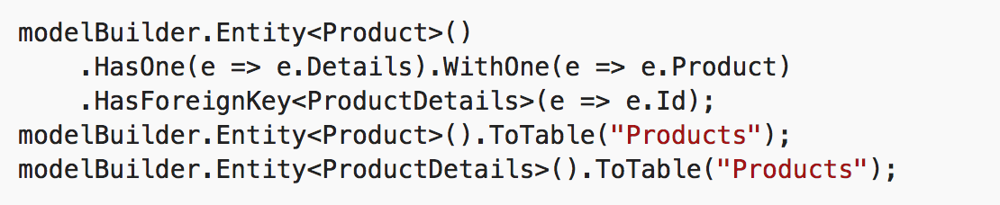 modelBuilder.Entity<Product>()
    .HasOne(e => e.Details).WithOne(e => e.Product)
    .HasForeignKey<ProductDetails>(e => e.Id);
modelBuilder.Entity<Product>().ToTable("Products");
modelBuilder.Entity<ProductDetails>().ToTable("Products");